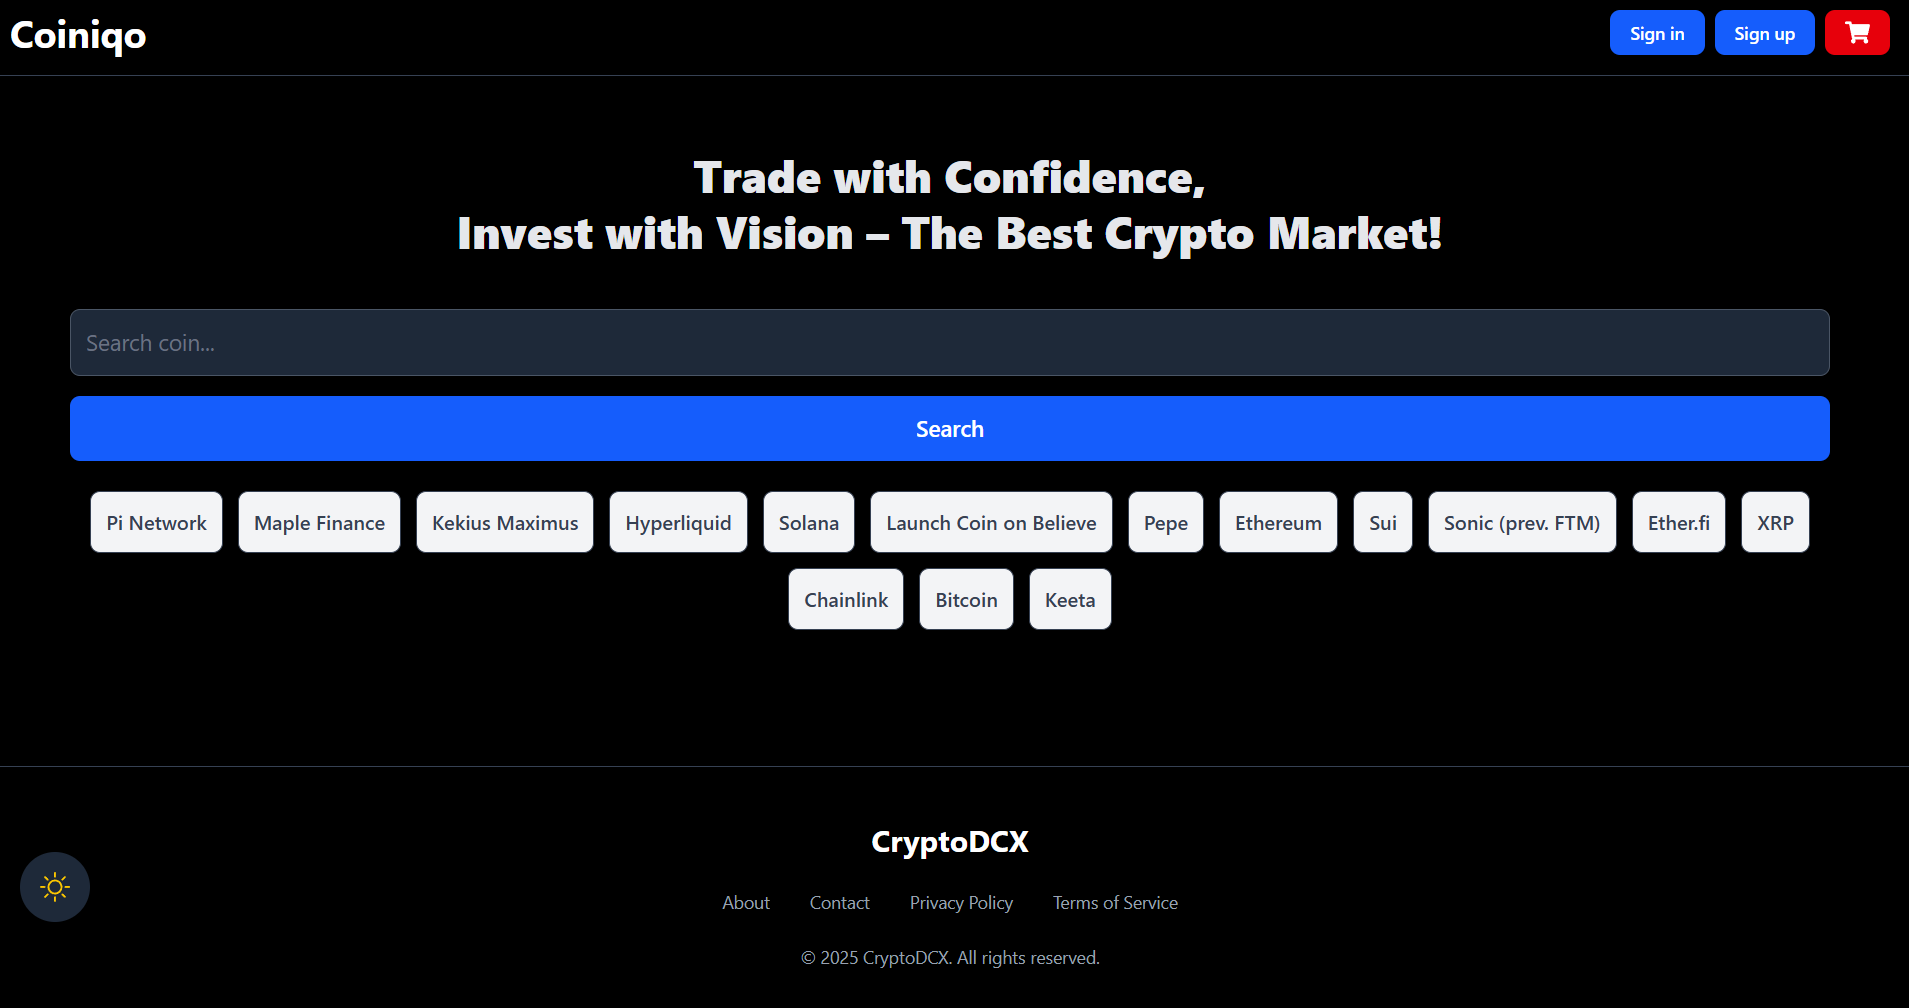 Coiniqo
Sign in
Sign up
Trade with Confidence,
Invest with Vision – The Best Crypto Market!
Search coin...
Search
Pi Network
Maple Finance
Kekius Maximus
Hyperliquid
Solana
Launch Coin on Believe
Pepe
Ethereum
Sui
Sonic (prev. FTM)
Ether.fi
XRP
Chainlink
Bitcoin
Keeta
CryptoDCX
About
Contact
Privacy Policy
Terms of Service
© 2025 CryptoDCX. All rights reserved.